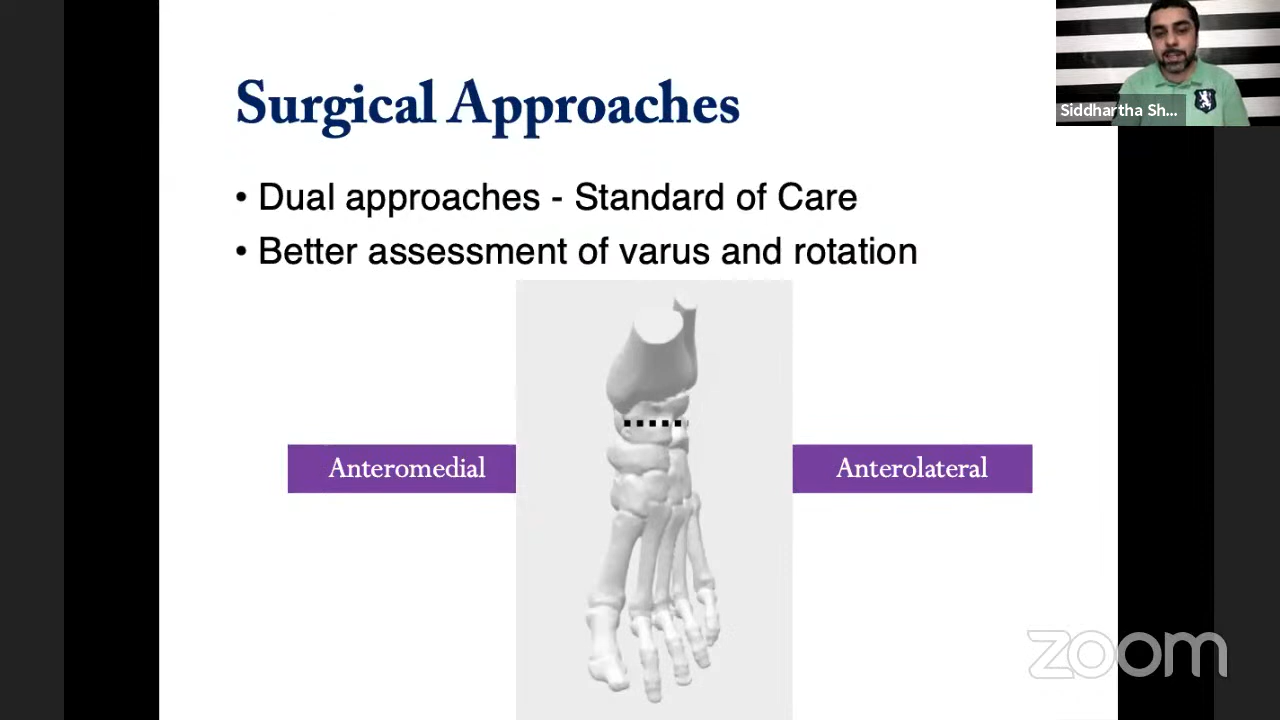 Surgical Approaches
• Dual approaches - Standard of Care
• Better assessment of varus and rotation
Anteromedial
Anterolateral
Siddhartha Sh...
zoom